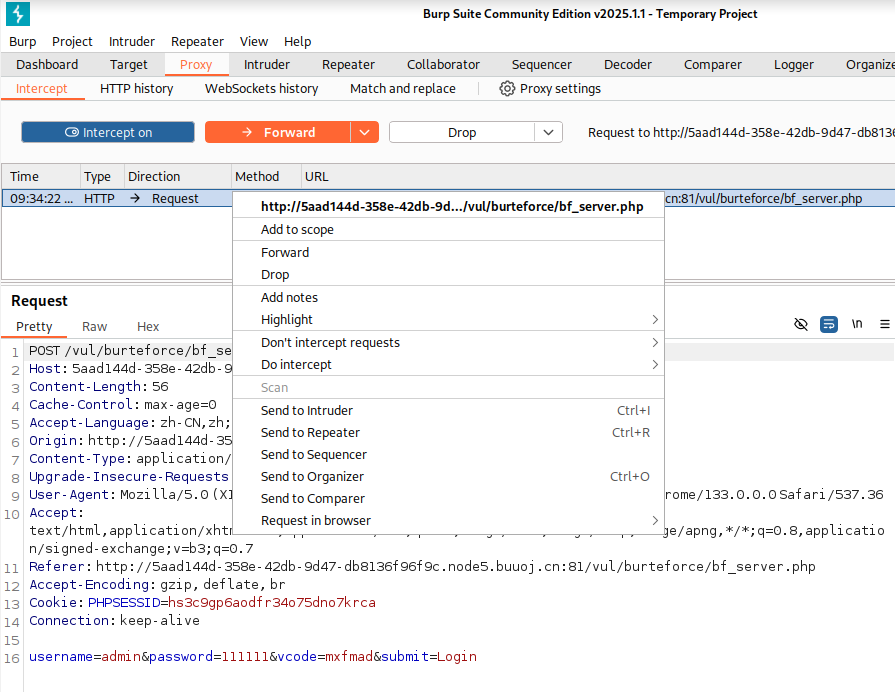 Burp Suite Community Edition v2025.1.1 - Temporary Project
Burp Project Intruder Repeater View Help
Dashboard Target Proxy Intruder Repeater Collaborator Sequencer Decoder Comparer Logger Organize
Intercept HTTP history WebSockets history Match and replace Proxy settings
Intercept on Forward Drop Request to http://5aad144d-358e-42db-9d47-db8136
Time Type Direction Method URL
09:34:22 ... HTTP → Request cn:81/vul/burteforce/bf_server.php
http://5aad144d-358e-42db-9d.../vul/burteforce/bf_server.php
Add to scope
Forward
Drop
Add notes
Highlight
Don't intercept requests
Do intercept
Scan
Send to Intruder Ctrl+I
Send to Repeater Ctrl+R
Send to Sequencer
Send to Organizer Ctrl+O
Send to Comparer
Request in browser
Request
Pretty Raw Hex \n
1 POST /vul/burteforce/bf_se
2 Host: 5aad144d-358e-42db-9
3 Content-Length: 56
4 Cache-Control: max-age=0
5 Accept-Language: zh-CN,zh;
6 Origin: http://5aad144d-35
7 Content-Type: application/
8 Upgrade-Insecure-Requests
9 User-Agent: Mozilla/5.0 (X1 rome/133.0.0.0 Safari/537.36
10 Accept:
text/html,application/xhtm ge/apng,*/*;q=0.8,applicatio
n/signed-exchange;v=b3;q=0.7
11 Referer: http://5aad144d-358e-42db-9d47-db8136f96f9c.node5.buuoj.cn:81/vul/burteforce/bf_server.php
12 Accept-Encoding: gzip, deflate, br
13 Cookie: PHPSESSID=hs3c9gp6aodfr34o75dno7krca
14 Connection: keep-alive
15
16 username=admin&password=111111&vcode=mxfmad&submit=Login